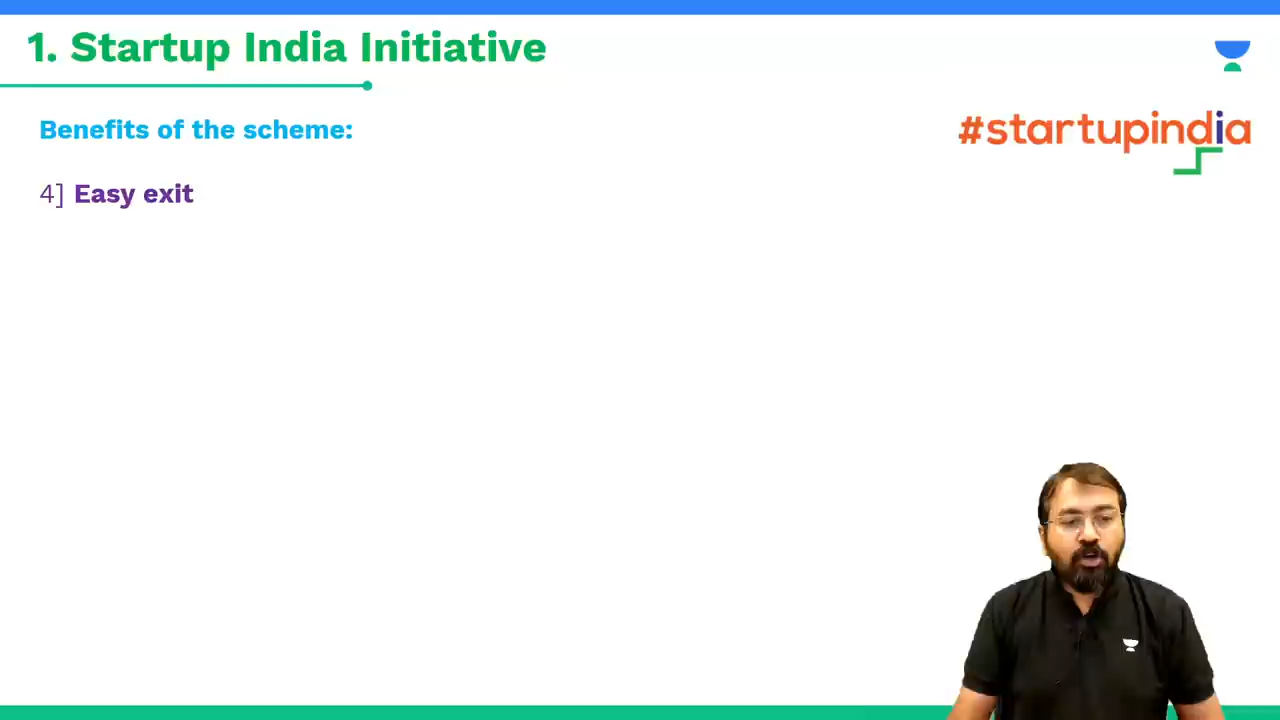 1. Startup India Initiative
#startupindia
Benefits of the scheme:
4] Easy exit